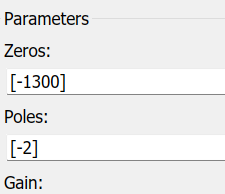 Parameters
Zeros:
[-1300]
Poles:
[-2]
Gain: